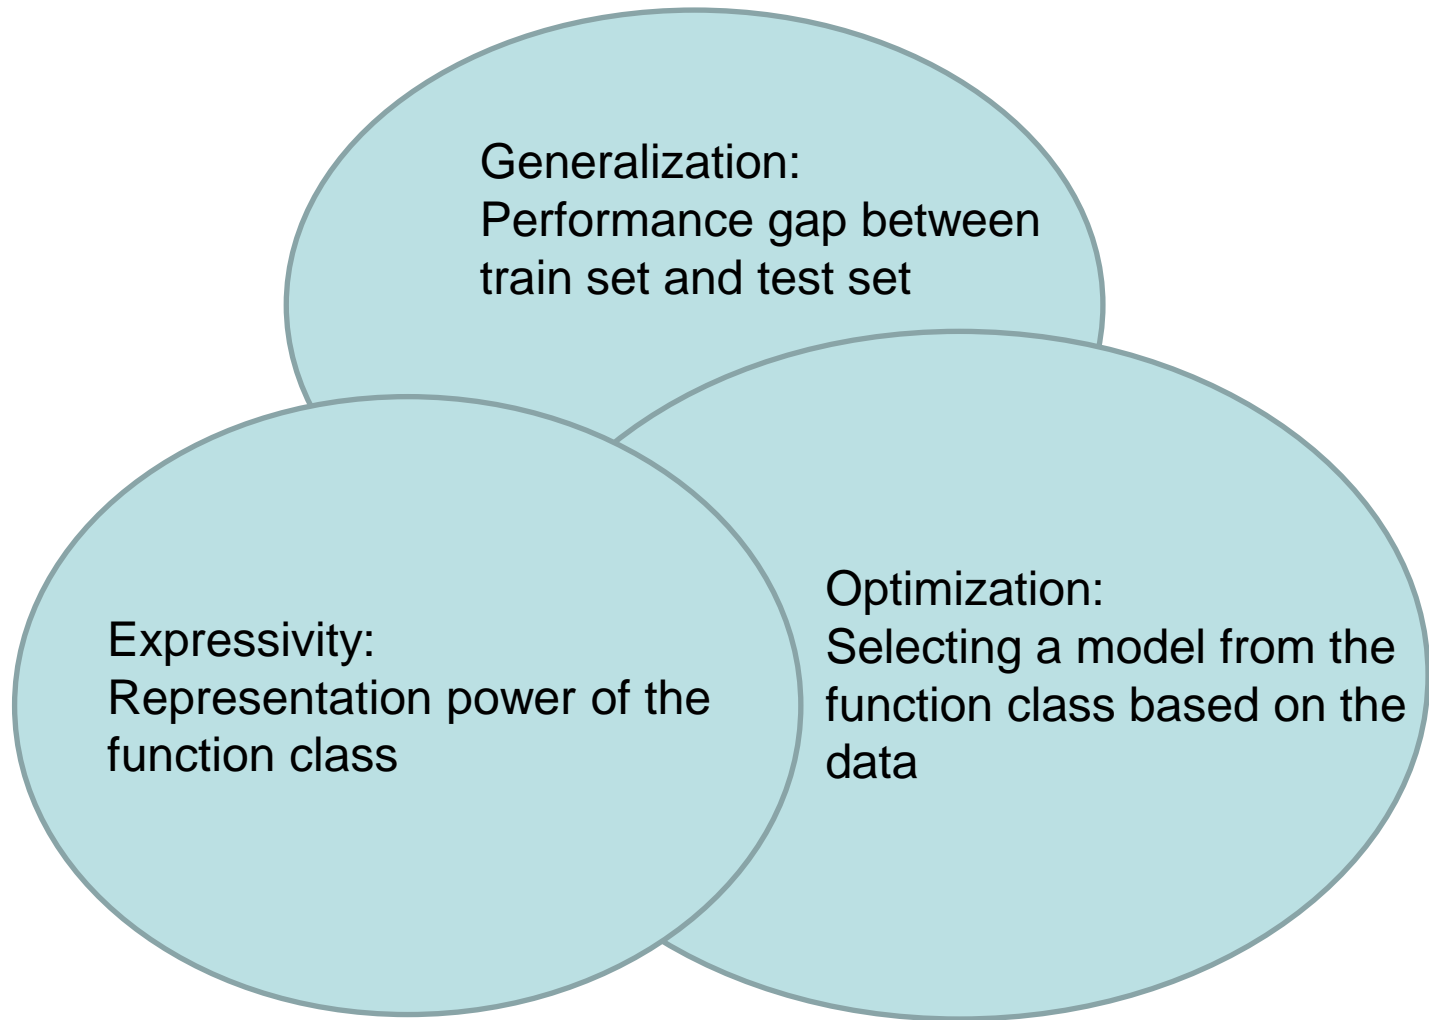 Generalization:
Performance gap between
train set and test set
Expressivity:
Representation power of the
function class
Optimization:
Selecting a model from the
function class based on the
data